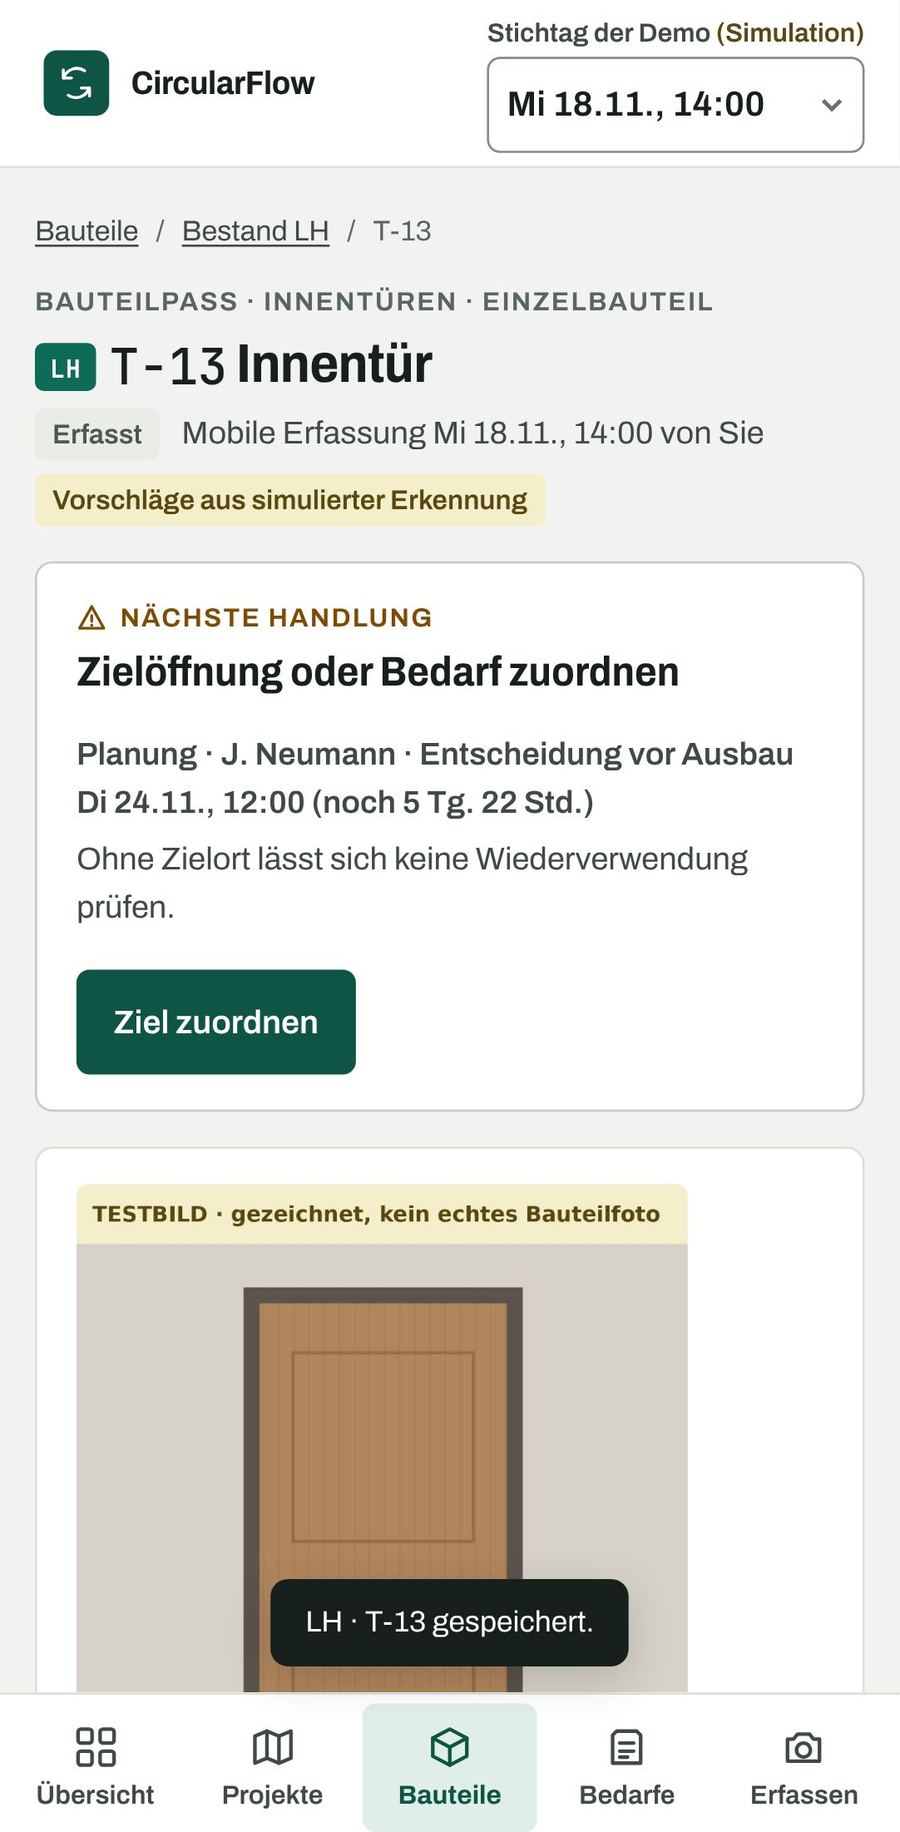 Stichtag der Demo (Simulation)
CircularFlow
Mi 18.11., 14:00
Bauteile / Bestand LH / T-13
BAUTEILPASS · INNENTÜREN · EINZELBAUTEIL
LH T-13 Innentür
Erfasst Mobile Erfassung Mi 18.11., 14:00 von Sie
Vorschläge aus simulierter Erkennung
NÄCHSTE HANDLUNG
Zielöffnung oder Bedarf zuordnen
Planung · J. Neumann · Entscheidung vor Ausbau
Di 24.11., 12:00 (noch 5 Tg. 22 Std.)
Ohne Zielort lässt sich keine Wiederverwendung
prüfen.
Ziel zuordnen
TESTBILD · gezeichnet, kein echtes Bauteilfoto
LH · T-13 gespeichert.
Übersicht Projekte Bauteile Bedarfe Erfassen